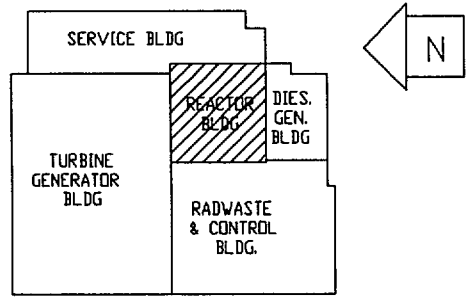 SERVICE BLDG
N
REACTOR
BLDG
DIES.
GEN.
BLDG
TURBINE
GENERATOR
BLDG
RADWASTE
& CONTROL
BLDG.